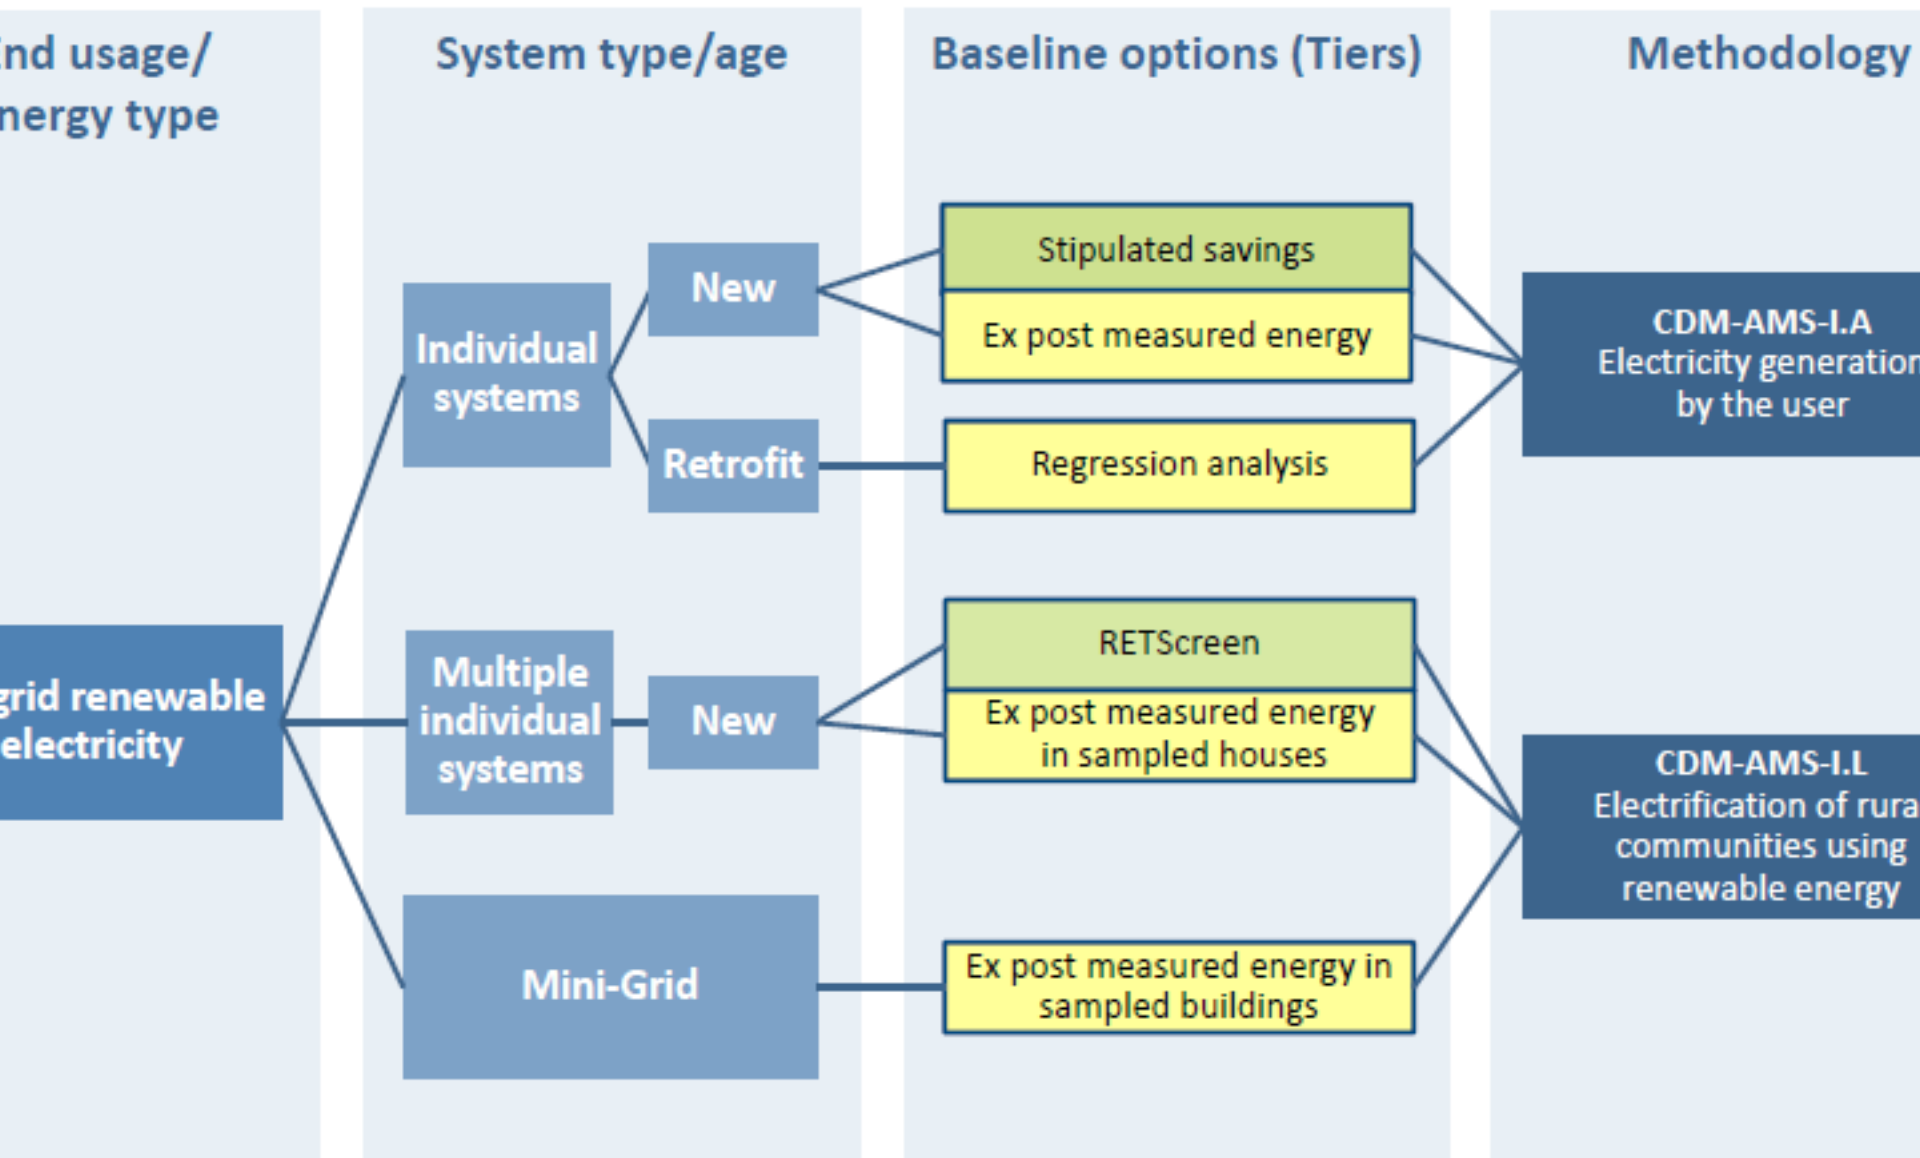 nd usage/
nergy type
System type/age
Baseline options (Tiers)
Methodology
grid renewable
electricity
Individual
systems
New
Retrofit
Stipulated savings
Ex post measured energy
Regression analysis
CDM-AMS-I.A
Electricity generation
by the user
Multiple
individual
systems
New
RETScreen
Ex post measured energy
in sampled houses
CDM-AMS-I.L
Electrification of rura
communities using
renewable energy
Mini-Grid
Ex post measured energy in
sampled buildings